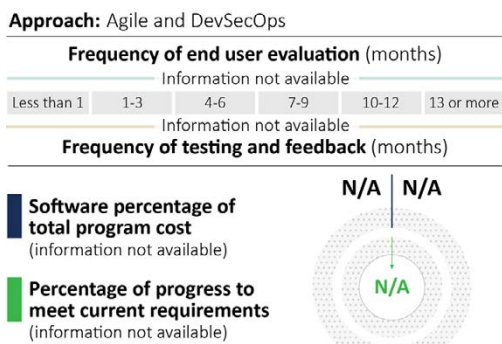 Approach: Agile and DevSecOps
Frequency of end user evaluation (months)
Information not available
Less than 1 1-3 4-6 7-9 10-12 13 or more
Information not available
Frequency of testing and feedback (months)
Software percentage of
total program cost
(information not available)
Percentage of progress to
meet current requirements
(information not available)
N/A N/A
N/A